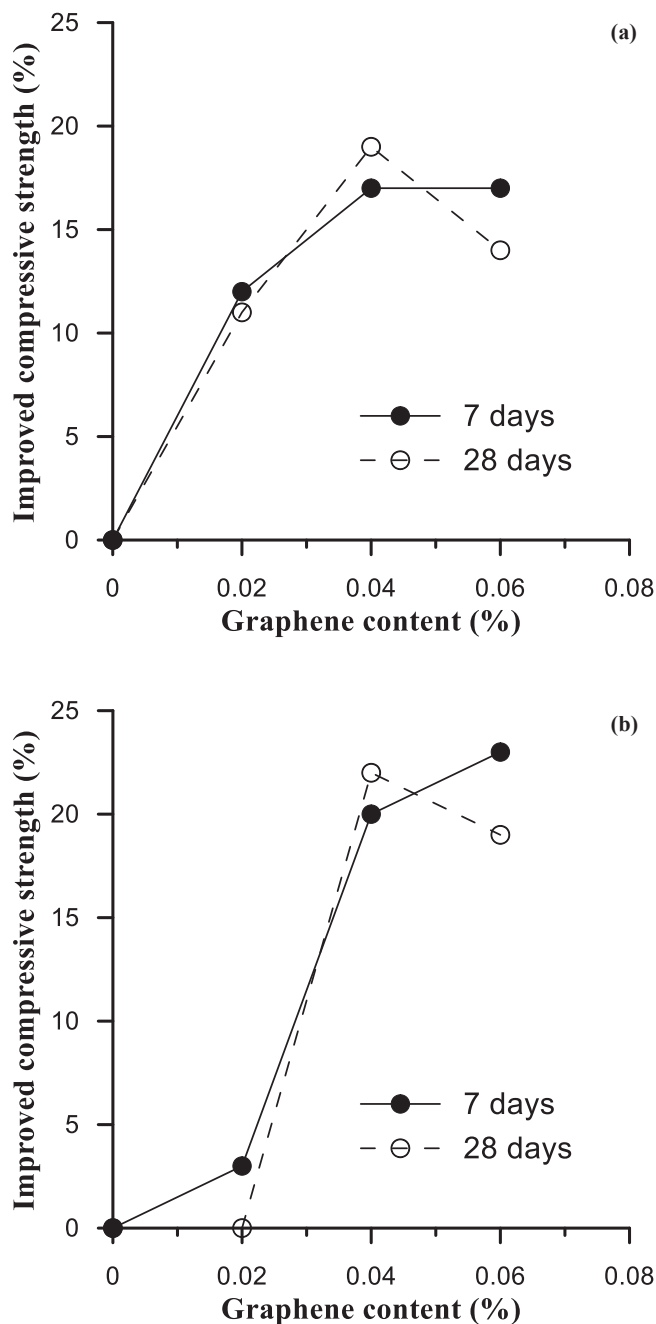 (a)
Improved compressive strength (%)
25
20
15
10
5
0
7 days
28 days
0 0.02 0.04 0.06 0.08
Graphene content (%)
(b)
Improved compressive strength (%)
25
20
15
10
5
0
7 days
28 days
0 0.02 0.04 0.06 0.08
Graphene content (%)